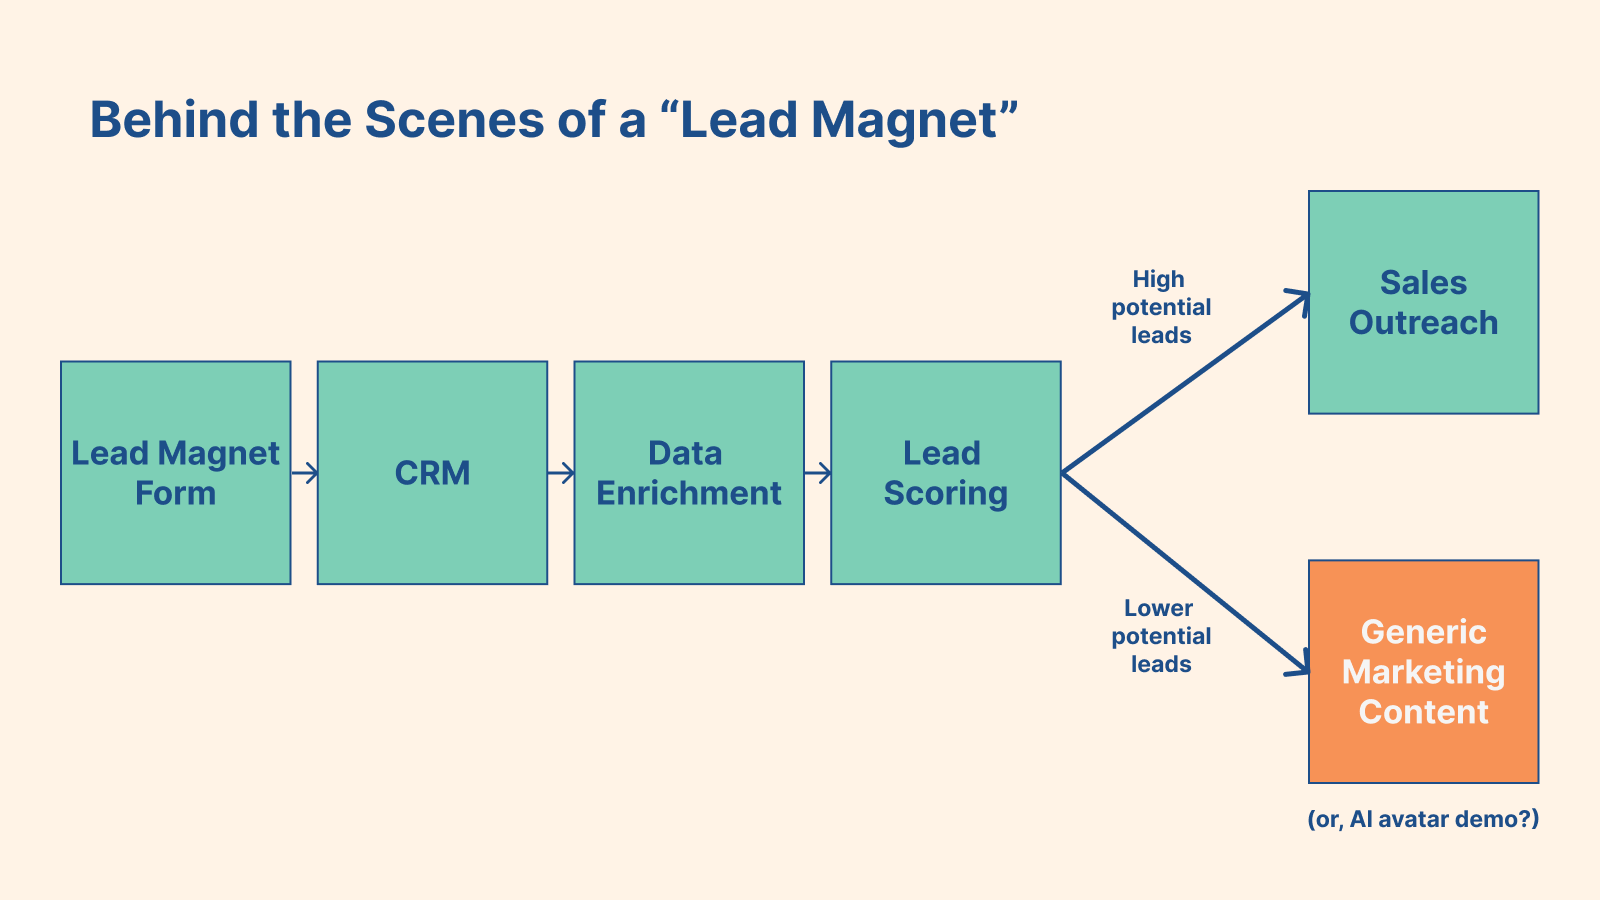 Behind the Scenes of a “Lead Magnet”
Lead Magnet
Form
CRM
Data
Enrichment
Lead
Scoring
High
potential
leads
Sales
Outreach
Lower
potential
leads
Generic
Marketing
Content
(or, AI avatar demo?)